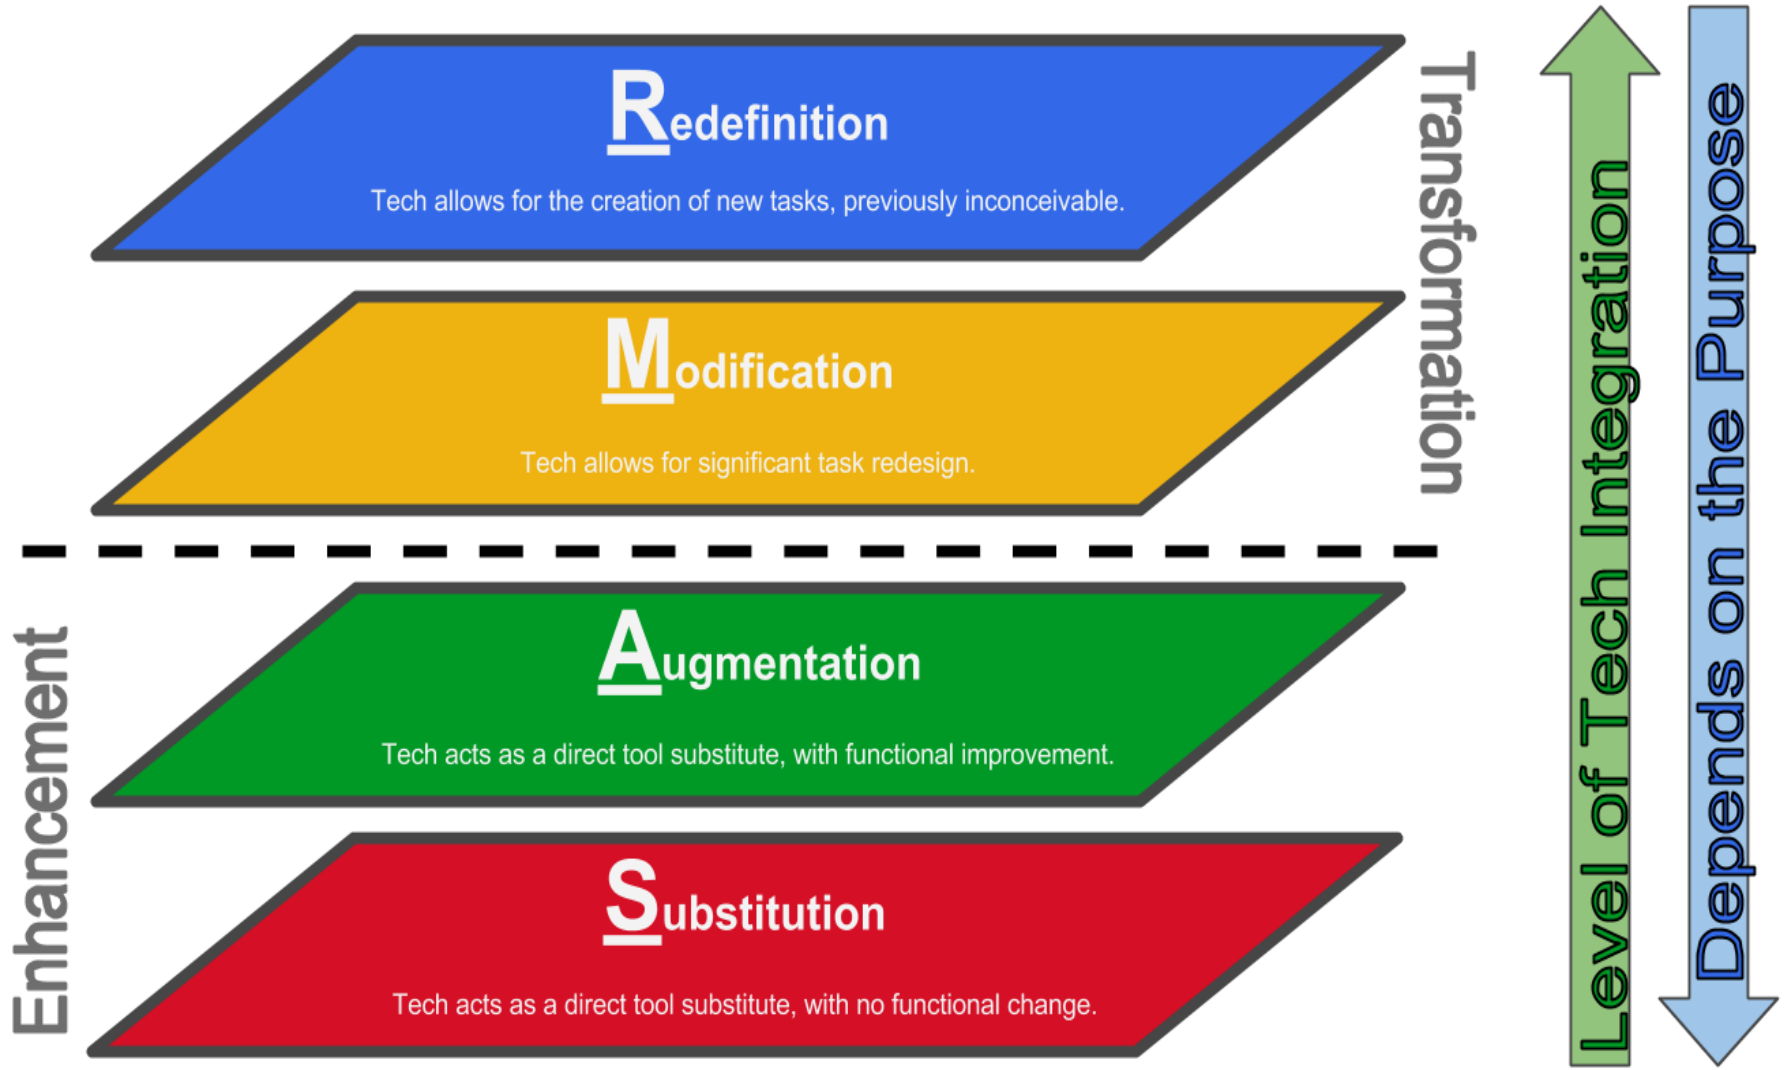 Redefinition
Tech allows for the creation of new tasks, previously inconceivable.
Modification
Tech allows for significant task redesign.
Transformation
Augmentation
Tech acts as a direct tool substitute, with functional improvement.
Substitution
Tech acts as a direct tool substitute, with no functional change.
Enhancement
Level of Tech Integration
Depends on the Purpose